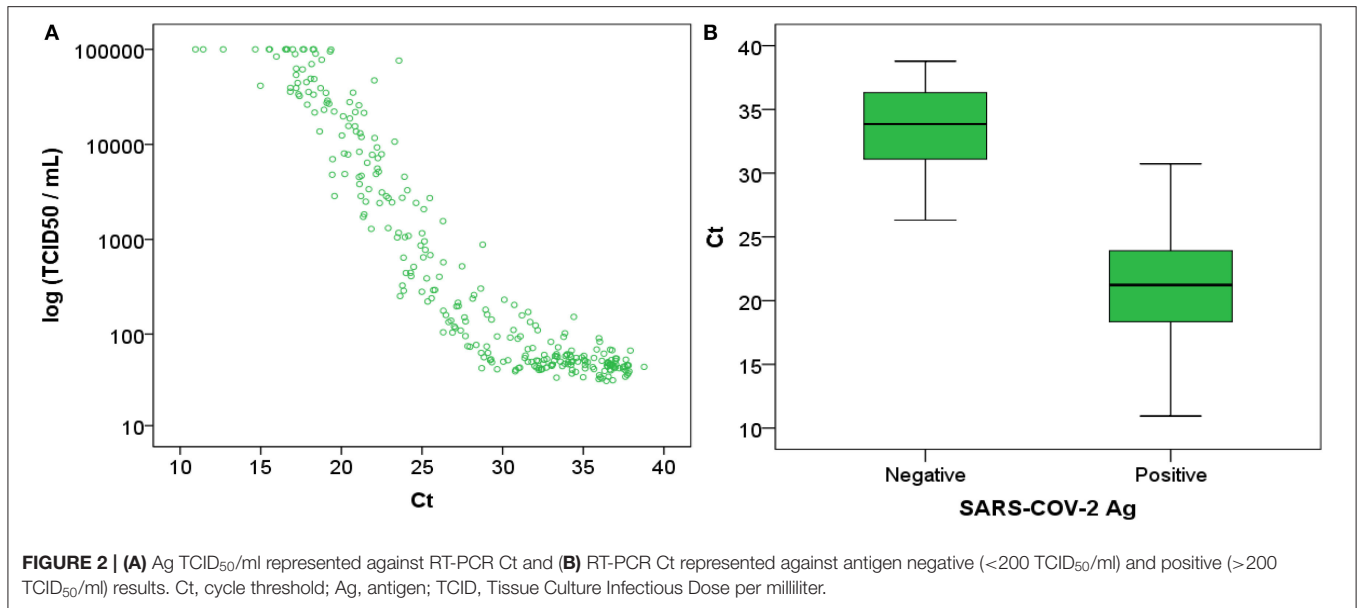 A
100000
10000
1000
100
10
log (TCID50 / mL)
10 15 20 25 30 35 40
Ct
B
40
35
30
25
20
15
10
Ct
Negative Positive
SARS-COV-2 Ag
FIGURE 2 | (A) Ag TCID50/ml represented against RT-PCR Ct and (B) RT-PCR Ct represented against antigen negative (<200 TCID50/ml) and positive (>200
TCID50/ml) results. Ct, cycle threshold; Ag, antigen; TCID, Tissue Culture Infectious Dose per milliliter.